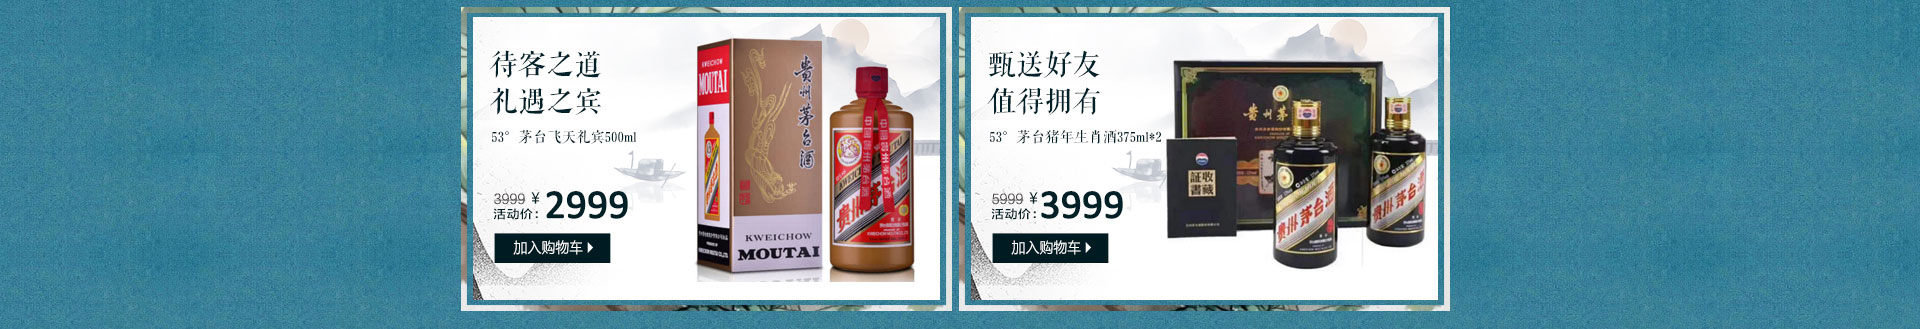 待客之道
礼遇之宾
53° 茅台飞天礼宾500ml
3999 ¥
活动价: 2999
加入购物车
KWEICHOW
MOUTAI
贵州茅台酒
KWEICHOW
MOUTAI
中国贵州茅台酒
甄送好友
值得拥有
53° 茅台猪年生肖酒375ml*2
5999 ¥
活动价: 3999
加入购物车
收藏
証書
貴州茅
贵州茅台酒
贵州茅台酒